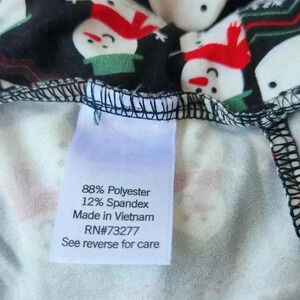 88% Polyester
12% Spandex
Made in Vietnam
RN#73277
See reverse for care